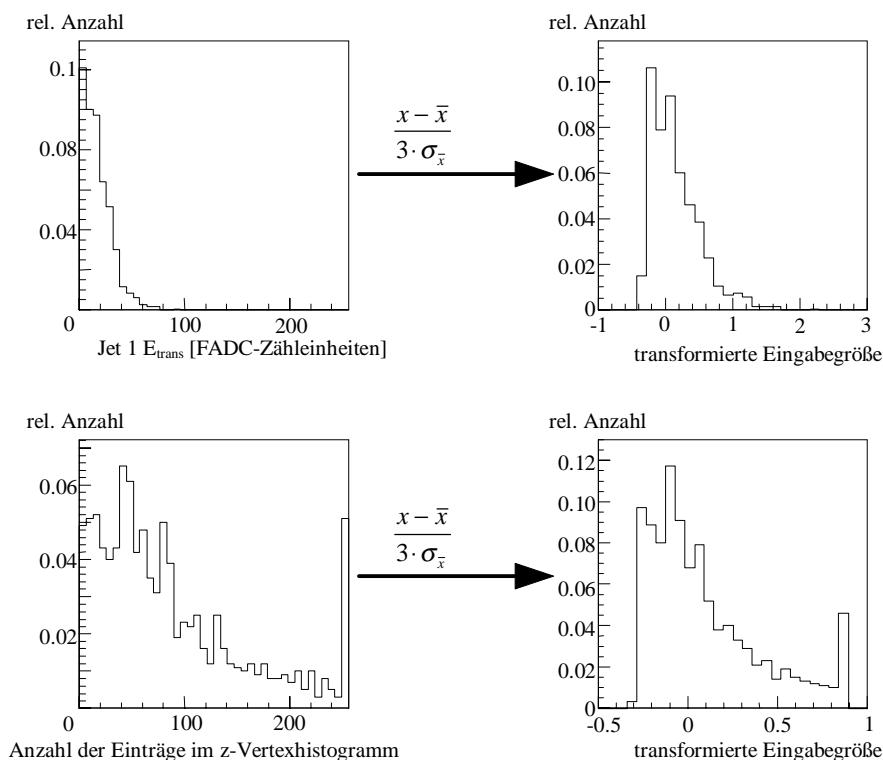 rel. Anzahl
0.1
0.08
0.04
0 100 200
Jet 1 E_trans [FADC-Zähleinheiten]
x − x̄
3· σ_x̄
rel. Anzahl
0.10
0.08
0.06
0.04
0.02
0
-1 0 1 2 3
transformierte Eingabegröße
rel. Anzahl
0.06
0.04
0.02
0 100 200
Anzahl der Einträge im z-Vertexhistogramm
x − x̄
3· σ_x̄
rel. Anzahl
0.12
0.10
0.08
0.06
0.04
0.02
0
-0.5 0 0.5 1
transformierte Eingabegröße